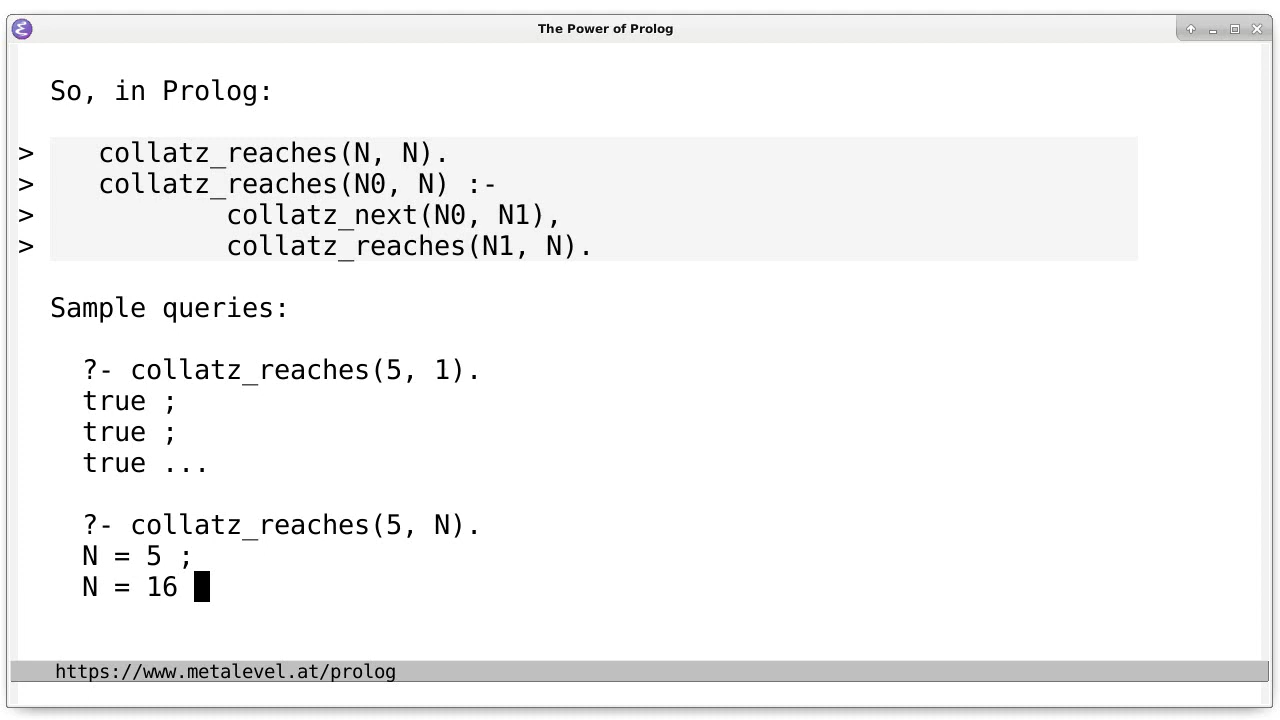 The Power of Prolog
So, in Prolog:
> collatz_reaches(N, N).
> collatz_reaches(N0, N) :-
> collatz_next(N0, N1),
> collatz_reaches(N1, N).
Sample queries:
?- collatz_reaches(5, 1).
true ;
true ;
true ...
?- collatz_reaches(5, N).
N = 5 ;
N = 16
https://www.metalevel.at/prolog